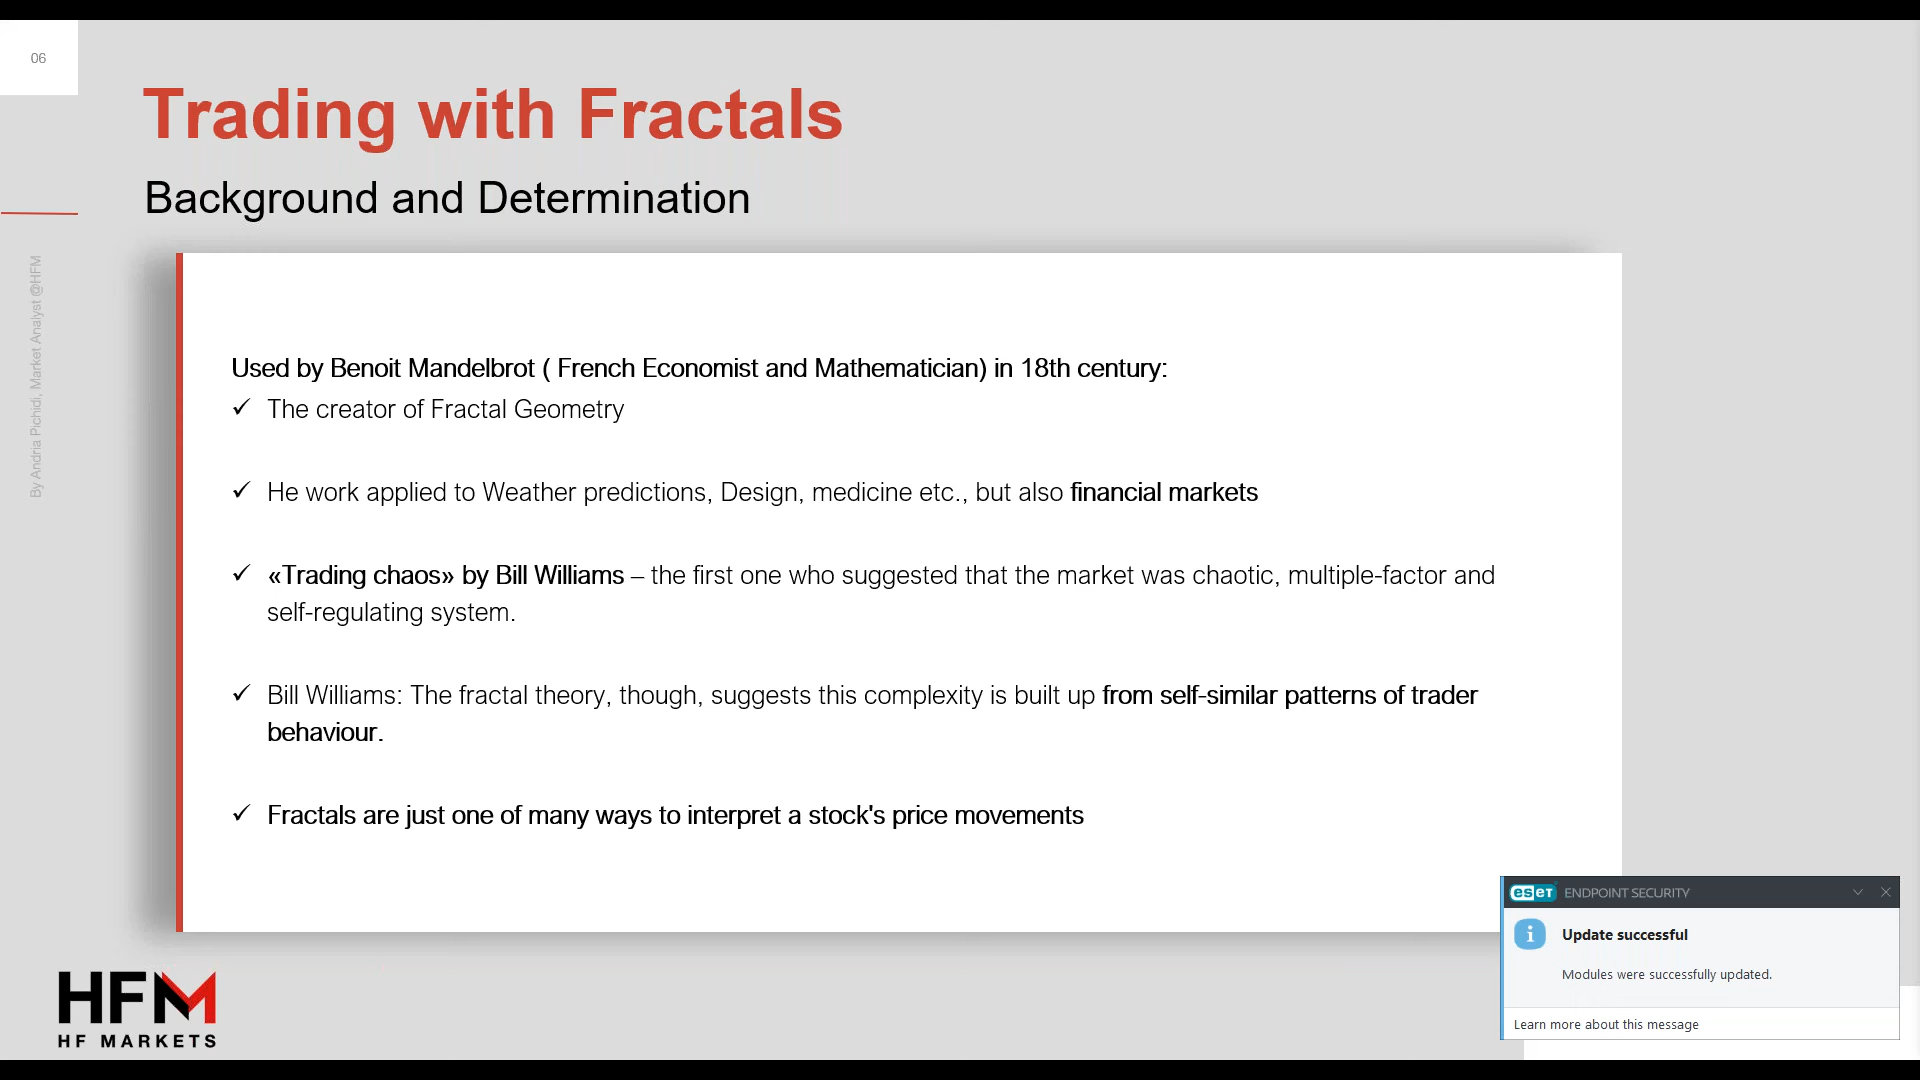 06
Trading with Fractals
Background and Determination
By Andria Pichidi, Market Analyst @HFM
Used by Benoit Mandelbrot ( French Economist and Mathematician) in 18th century:
✓ The creator of Fractal Geometry
✓ He work applied to Weather predictions, Design, medicine etc., but also financial markets
✓ «Trading chaos» by Bill Williams – the first one who suggested that the market was chaotic, multiple-factor and
self-regulating system.
✓ Bill Williams: The fractal theory, though, suggests this complexity is built up from self-similar patterns of trader
behaviour.
✓ Fractals are just one of many ways to interpret a stock's price movements
HFM
HF MARKETS
eset ENDPOINT SECURITY
Update successful
Modules were successfully updated.
Learn more about this message